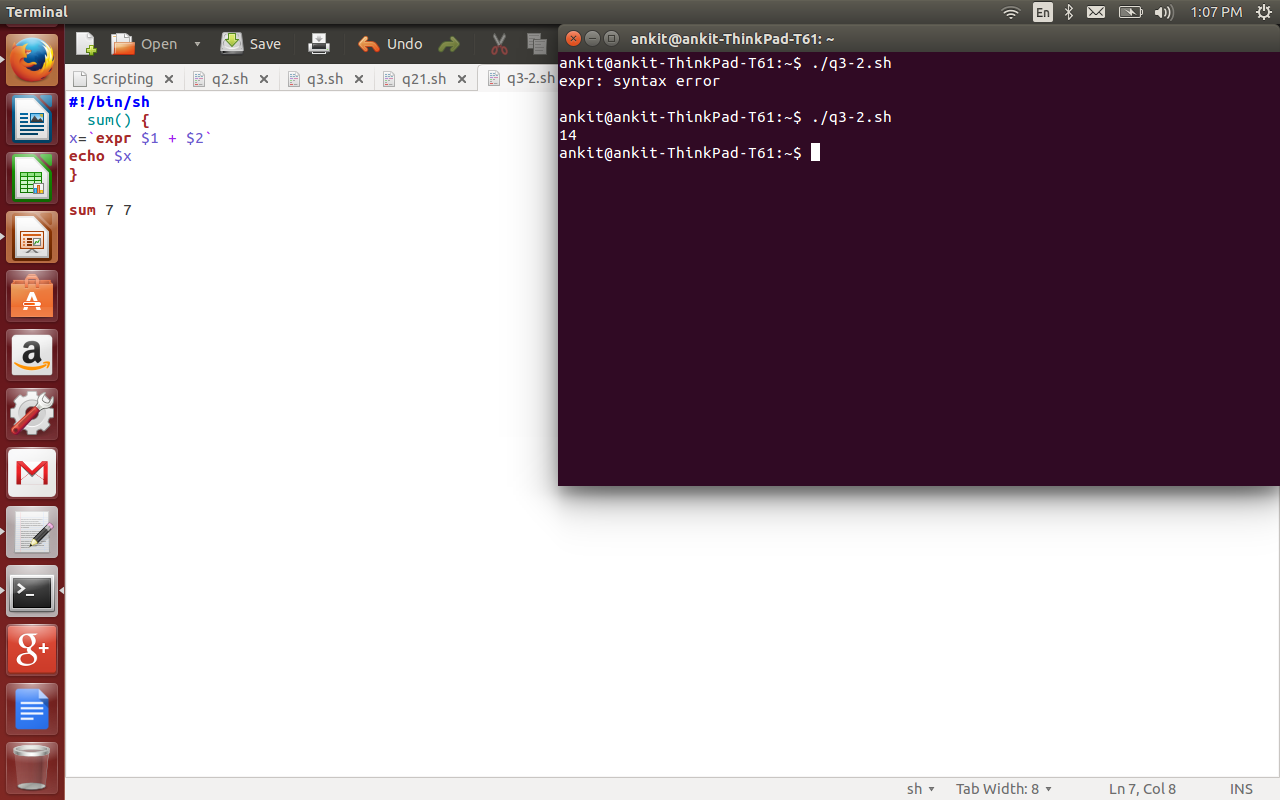 Terminal
En
1:07 PM
Open
Save
Undo
Scripting
q2.sh
q3.sh
q21.sh
q3-2.sh
#!/bin/sh
  sum() {
x=`expr $1 + $2`
echo $x
}
sum 7 7
ankit@ankit-ThinkPad-T61: ~
ankit@ankit-ThinkPad-T61:~$ ./q3-2.sh
expr: syntax error
ankit@ankit-ThinkPad-T61:~$ ./q3-2.sh
14
ankit@ankit-ThinkPad-T61:~$
A
a
M
>_
g+
sh
Tab Width: 8
Ln 7, Col 8
INS